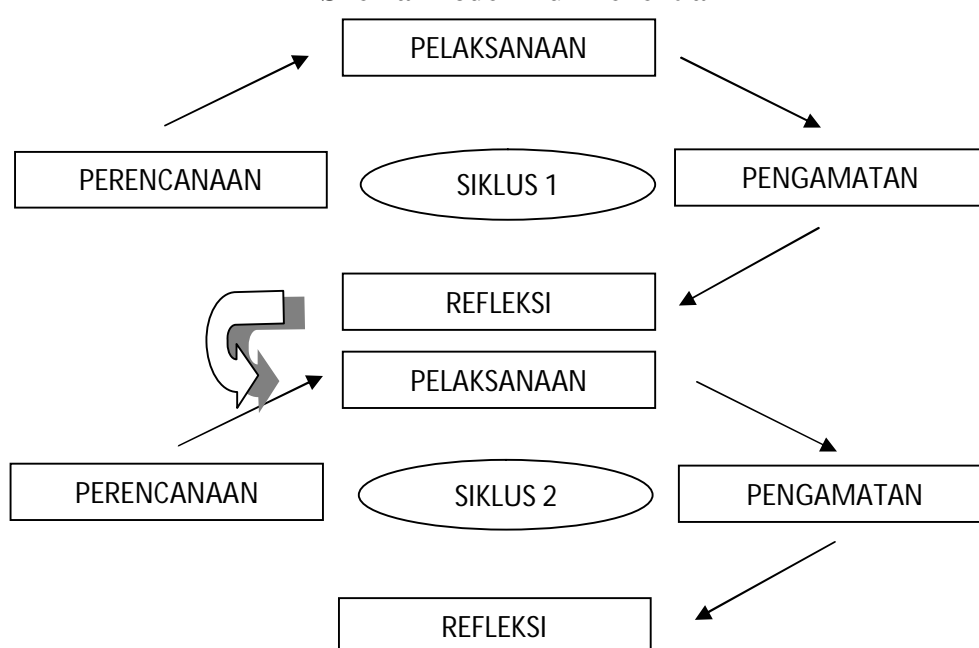 PELAKSANAAN
PERENCANAAN
SIKLUS 1
PENGAMATAN
REFLEKSI
PELAKSANAAN
PERENCANAAN
SIKLUS 2
PENGAMATAN
REFLEKSI